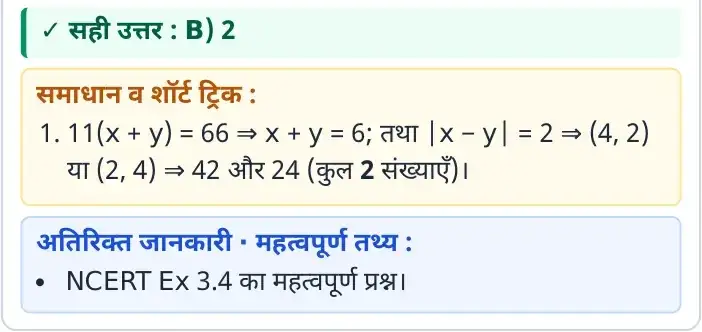 ✓ सही उत्तर : B) 2
समाधान व शॉर्ट ट्रिक :
1. 11(x + y) = 66 ⇒ x + y = 6; तथा |x − y| = 2 ⇒ (4, 2)
या (2, 4) ⇒ 42 और 24 (कुल 2 संख्याएँ)।
अतिरिक्त जानकारी · महत्वपूर्ण तथ्य :
• NCERT Ex 3.4 का महत्वपूर्ण प्रश्न।